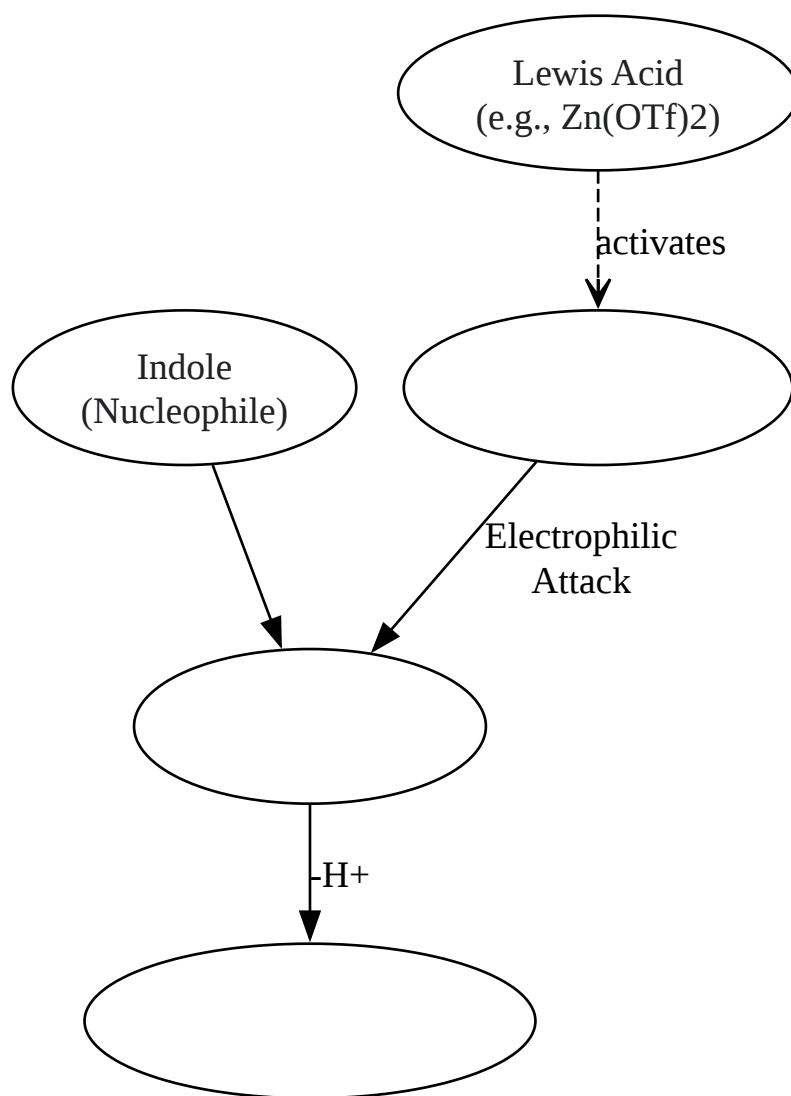 Lewis Acid
(e.g., Zn(OTf)2)
activates
Indole
(Nucleophile)
Electrophilic
Attack
-H+